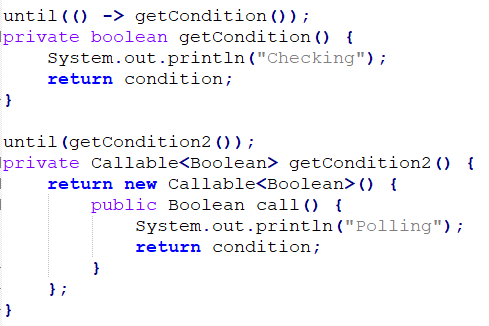 until(() -> getCondition());
private boolean getCondition() {
    System.out.println("Checking");
    return condition;
}

until(getCondition2());
private Callable<Boolean> getCondition2() {
    return new Callable<Boolean>() {
        public Boolean call() {
            System.out.println("Polling");
            return condition;
        }
    };
}